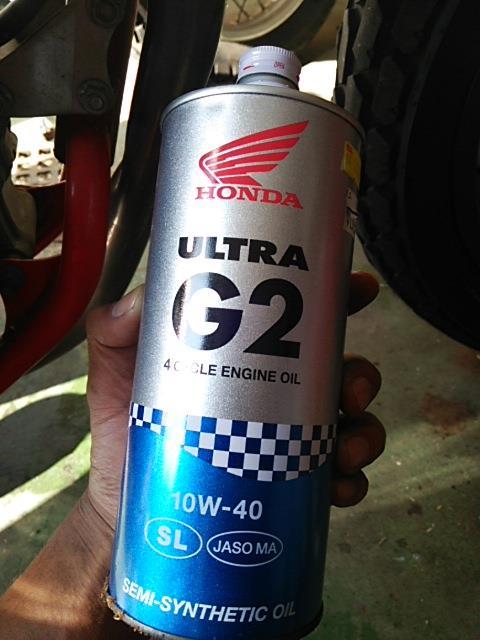 HONDA
ULTRA
G2
4 CYCLE ENGINE OIL
10W-40
SL
JASO MA
SEMI-SYNTHETIC OIL